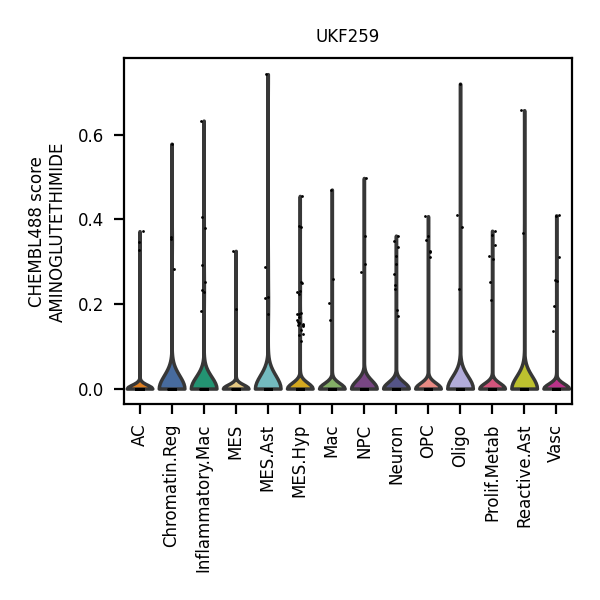 UKF259
CHEMBL488 score
AMINOGLUTETHIMIDE
0.6
0.4
0.2
0.0
AC
Chromatin.Reg
Inflammatory.Mac
MES
MES.Ast
MES.Hyp
Mac
NPC
Neuron
OPC
Oligo
Prolif.Metab
Reactive.Ast
Vasc